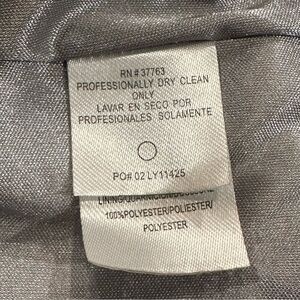 RN # 37763
PROFESSIONALLY DRY CLEAN
ONLY
LAVAR EN SECO POR
PROFESIONALES SOLAMENTE
PO# 02 LY11425
100%POLYESTER/POLIESTER/
POLYESTER